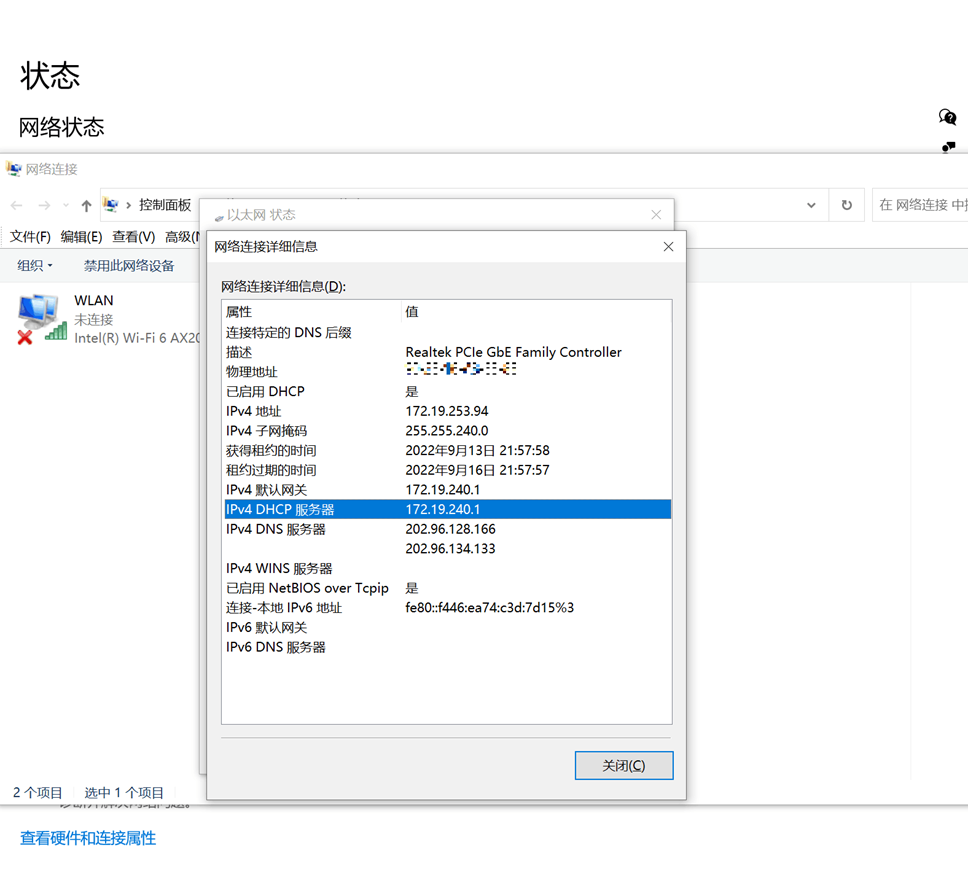 状态
网络状态
网络连接
控制面板
在 网络连接 中
文件(F) 编辑(E) 查看(V) 高级(N
组织 禁用此网络设备
WLAN
未连接
Intel(R) Wi-Fi 6 AX20
以太网 状态
网络连接详细信息
网络连接详细信息(D):
属性 值
连接特定的 DNS 后缀
描述 Realtek PCIe GbE Family Controller
物理地址
已启用 DHCP 是
IPv4 地址 172.19.253.94
IPv4 子网掩码 255.255.240.0
获得租约的时间 2022年9月13日 21:57:58
租约过期的时间 2022年9月16日 21:57:57
IPv4 默认网关 172.19.240.1
IPv4 DHCP 服务器 172.19.240.1
IPv4 DNS 服务器 202.96.128.166
202.96.134.133
IPv4 WINS 服务器
已启用 NetBIOS over Tcpip 是
连接-本地 IPv6 地址 fe80::f446:ea74:c3d:7d15%3
IPv6 默认网关
IPv6 DNS 服务器
关闭(C)
2 个项目 选中 1 个项目
查看硬件和连接属性